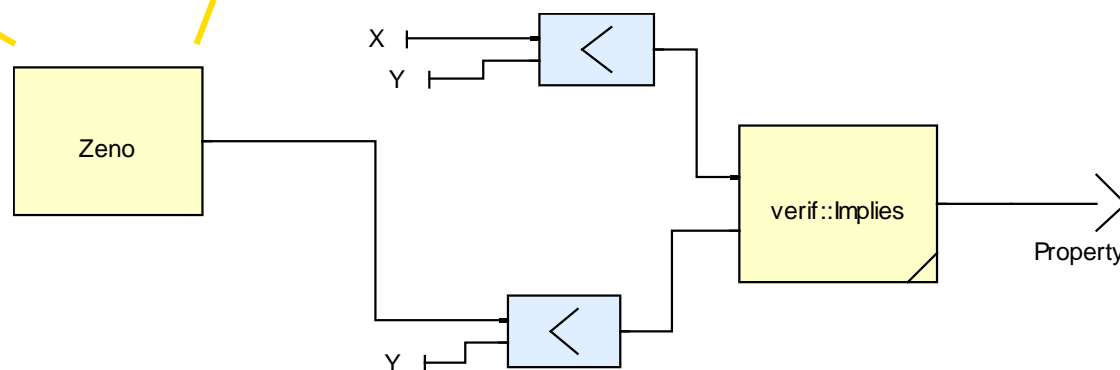 X
Y
Zeno
verif::Implies
Property
Y